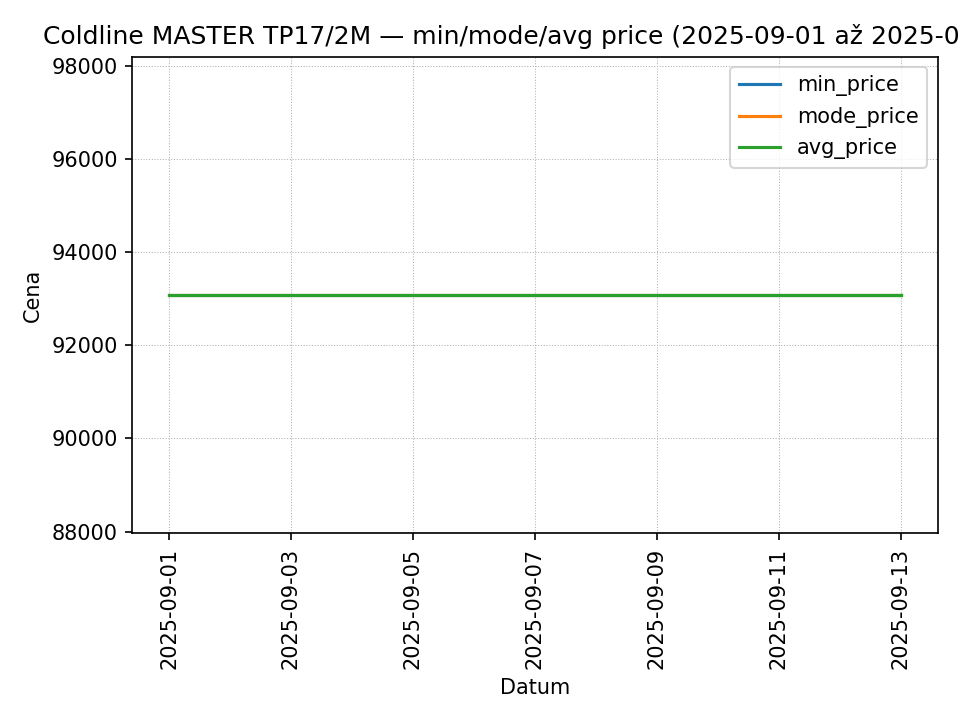 Coldline MASTER TP17/2M — min/mode/avg price (2025-09-01 až 2025-0
98000
96000
94000
92000
90000
88000
Cena
min_price
mode_price
avg_price
2025-09-01
2025-09-03
2025-09-05
2025-09-07
2025-09-09
2025-09-11
2025-09-13
Datum